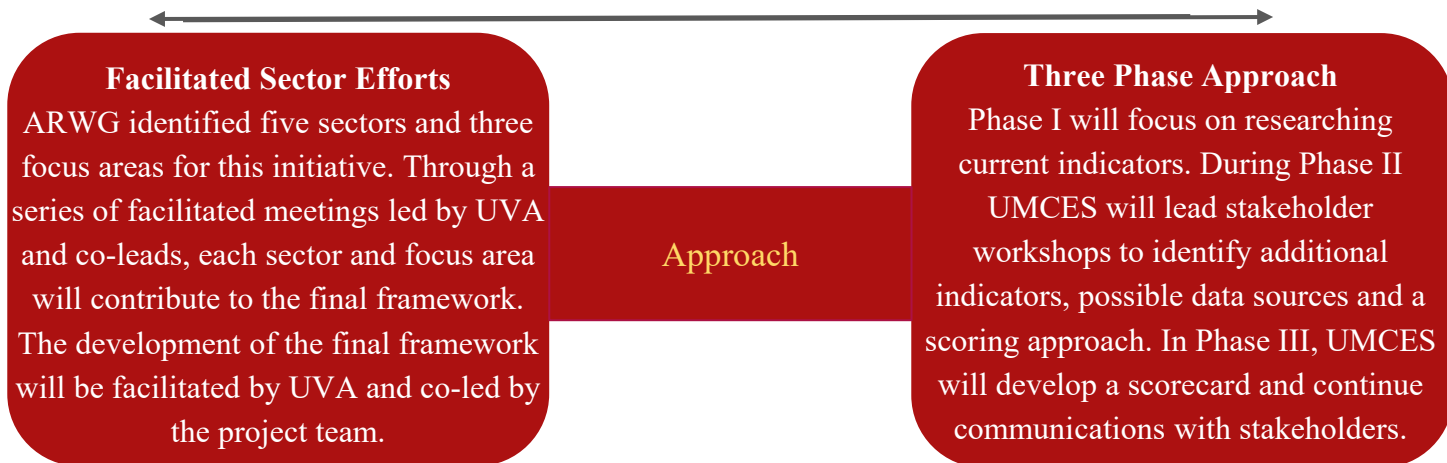 Facilitated Sector Efforts
ARWG identified five sectors and three
focus areas for this initiative. Through a
series of facilitated meetings led by UVA
and co-leads, each sector and focus area
will contribute to the final framework.
The development of the final framework
will be facilitated by UVA and co-led by
the project team.
Approach
Three Phase Approach
Phase I will focus on researching
current indicators. During Phase II
UMCES will lead stakeholder
workshops to identify additional
indicators, possible data sources and a
scoring approach. In Phase III, UMCES
will develop a scorecard and continue
communications with stakeholders.